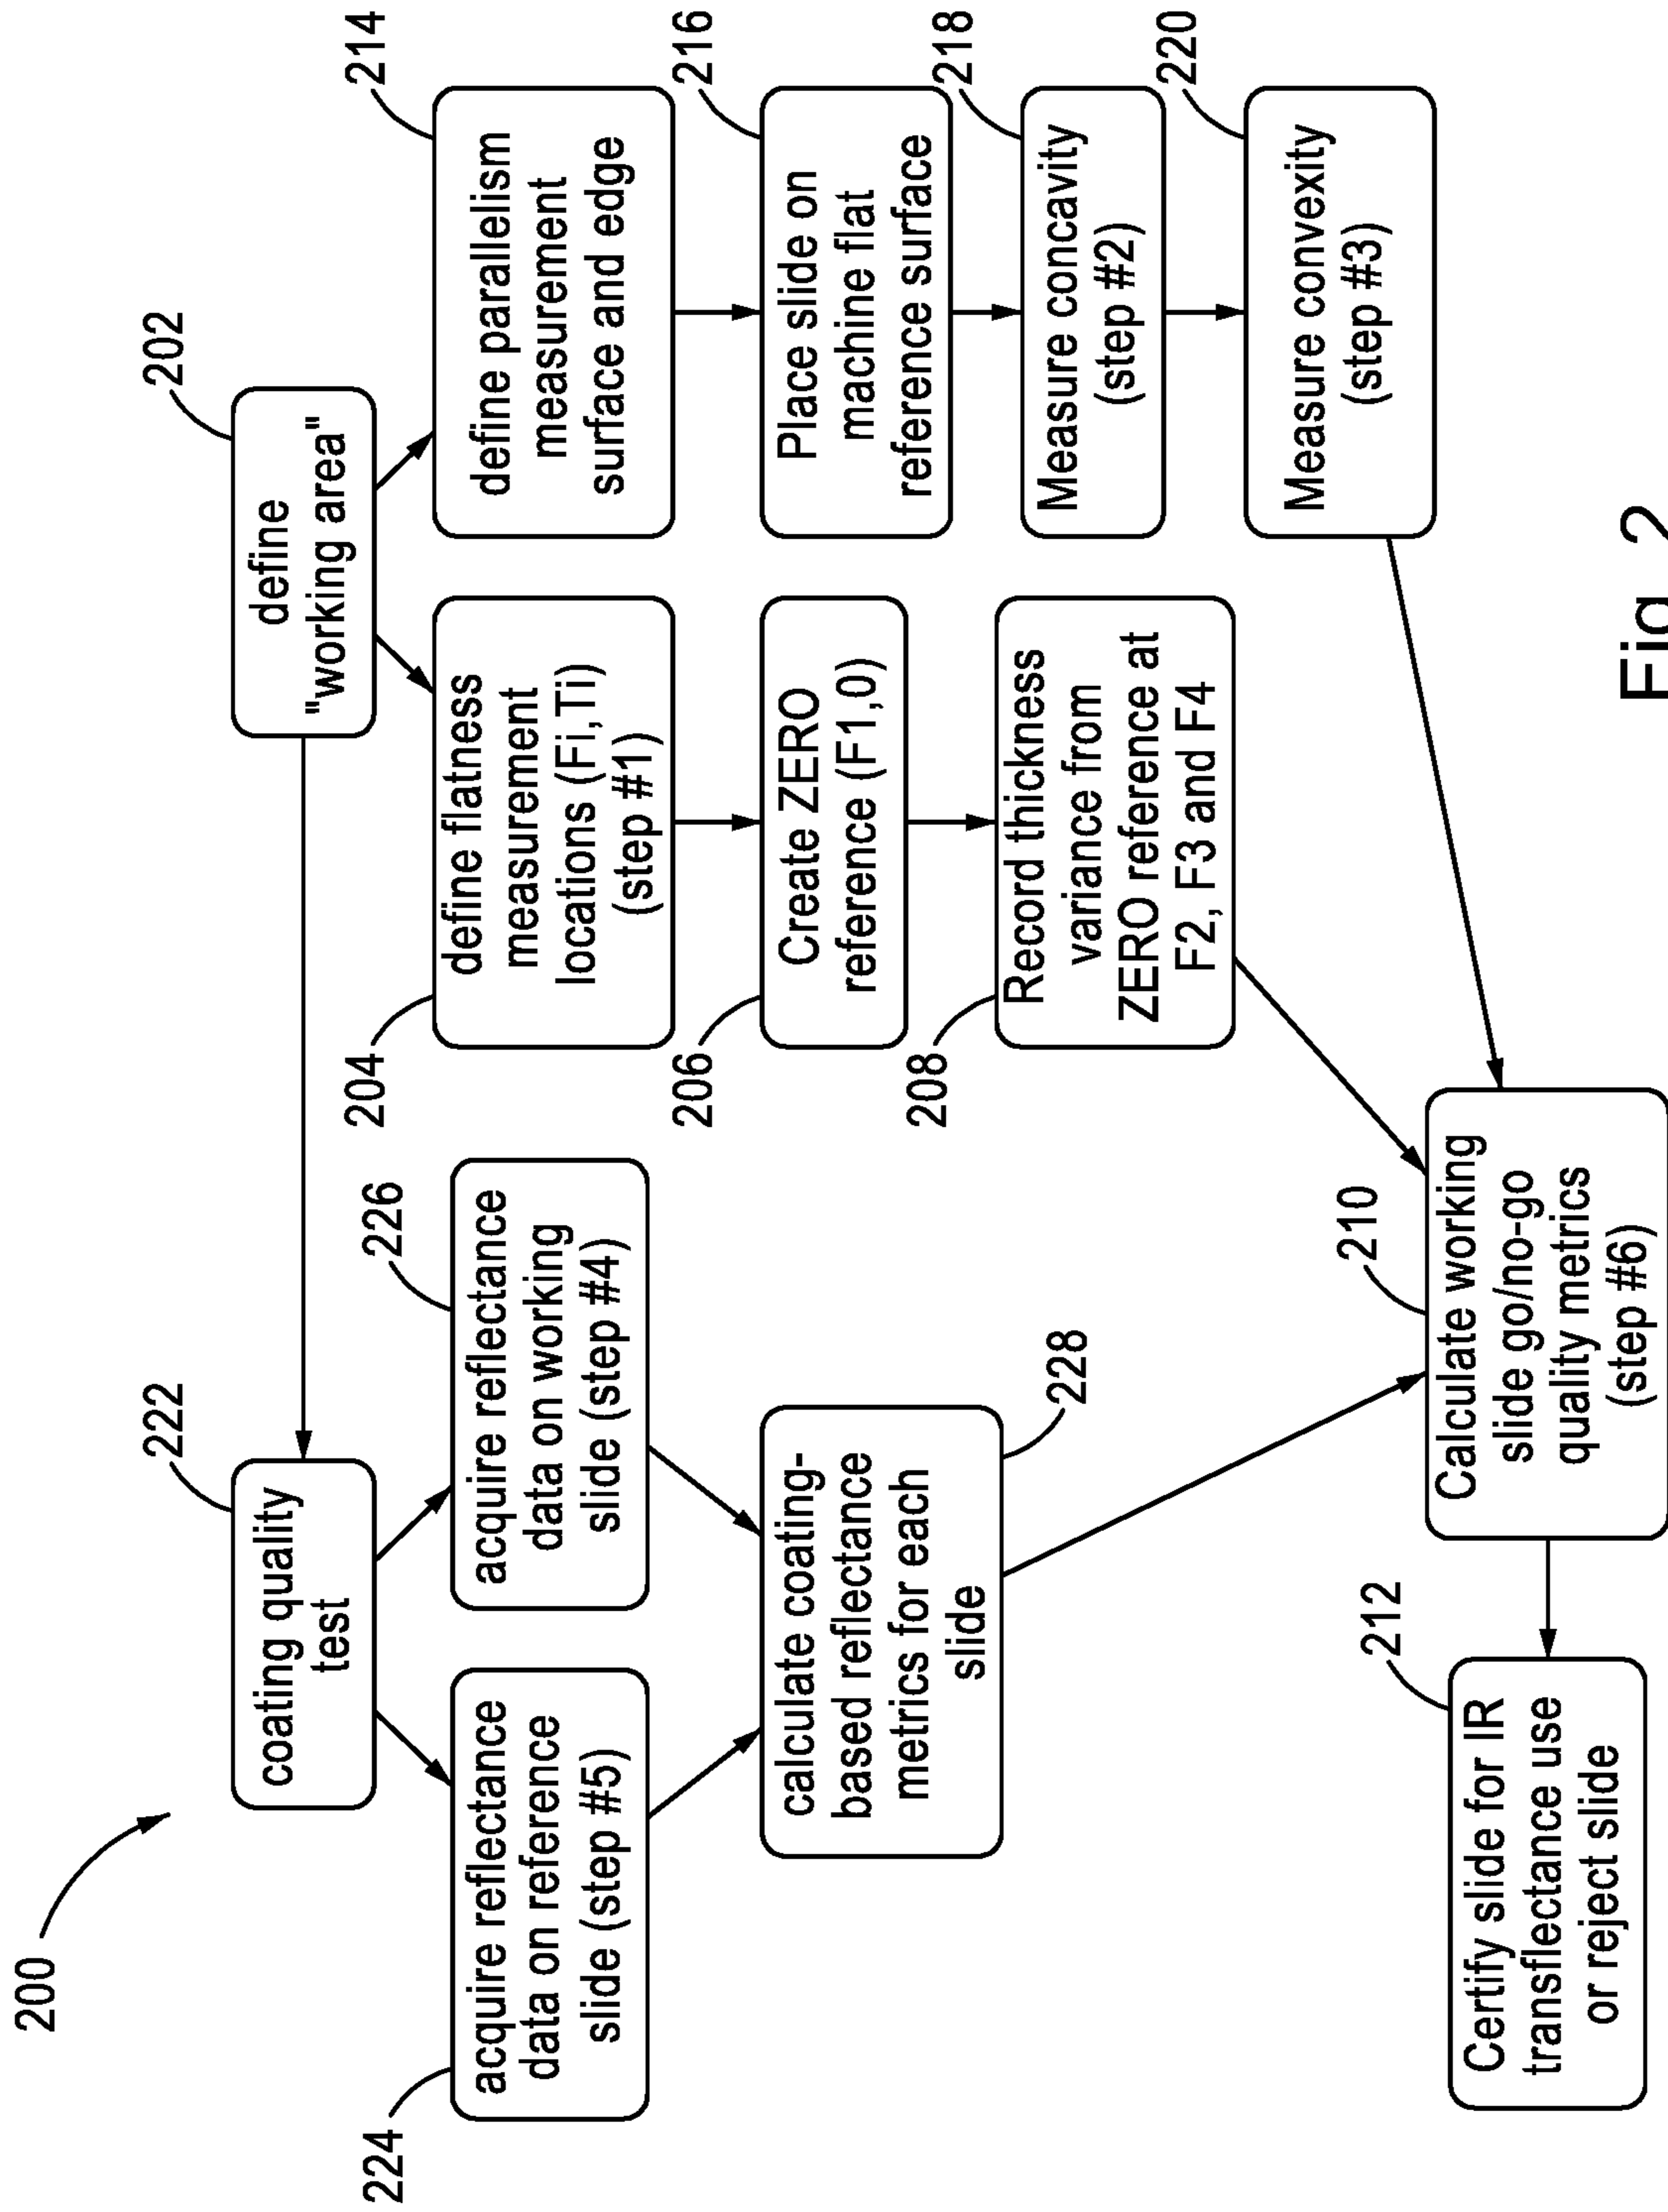 200
222
coating quality
test
202
define
"working area"
224
acquire reflectance
data on reference
slide (step #5)
226
acquire reflectance
data on working
slide (step #4)
204
define flatness
measurement
locations (Fi,Ti)
(step #1)
214
define parallelism
measurement
surface and edge
calculate coating-
based reflectance
metrics for each
slide
228
206
Create ZERO
reference (F1,0)
216
Place slide on
machine flat
reference surface
208
Record thickness
variance from
ZERO reference at
F2, F3 and F4
218
Measure concavity
(step #2)
220
Measure convexity
(step #3)
212
Certify slide for IR
transflectance use
or reject slide
210
Calculate working
slide go/no-go
quality metrics
(step #6)
Fig. 2